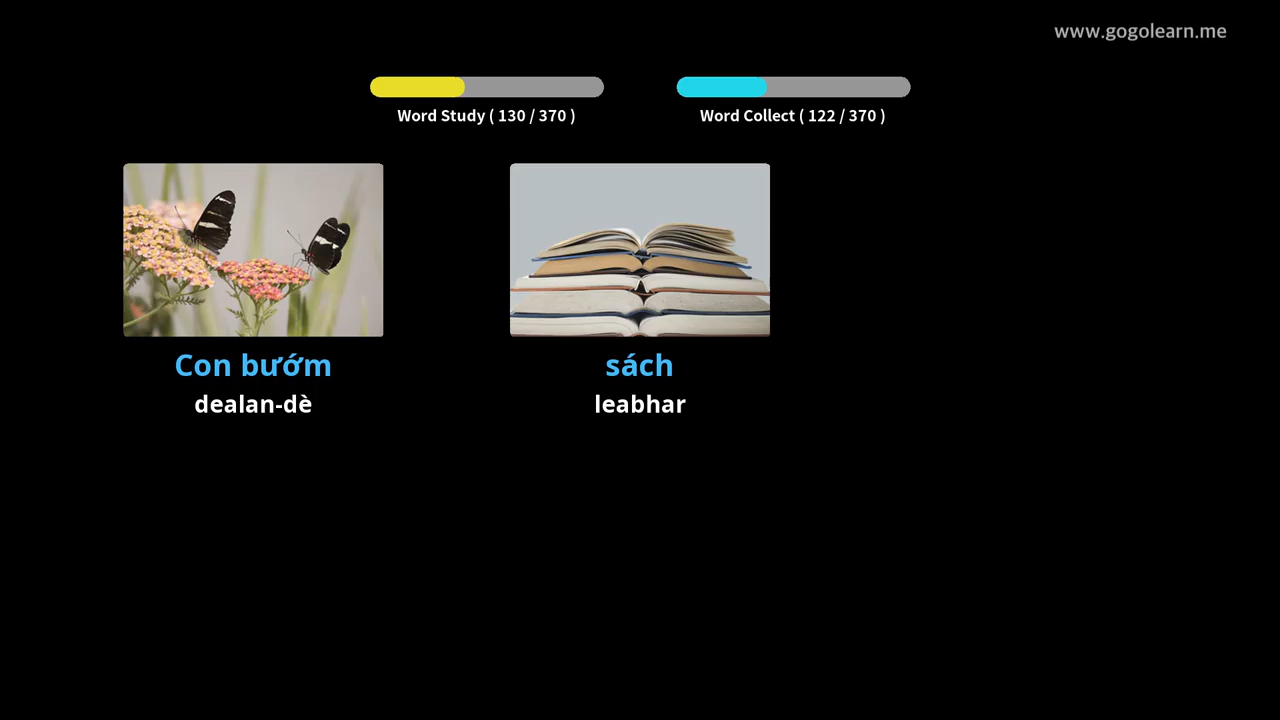 www.gogolearn.me
Word Study ( 130 / 370 )
Word Collect ( 122 / 370 )
Con bướm
dealan-dè
sách
leabhar